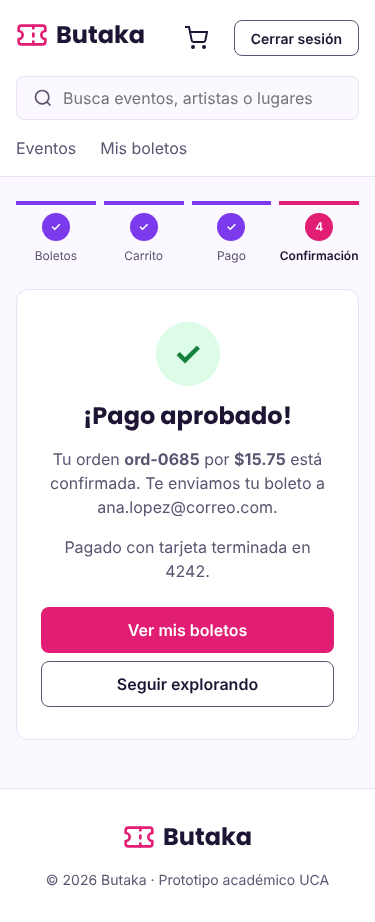 Butaka
Cerrar sesión
Busca eventos, artistas o lugares
Eventos
Mis boletos
4
Boletos
Carrito
Pago
Confirmación
¡Pago aprobado!
Tu orden ord-0685 por $15.75 está
confirmada. Te enviamos tu boleto a
ana.lopez@correo.com.
Pagado con tarjeta terminada en
4242.
Ver mis boletos
Seguir explorando
Butaka
© 2026 Butaka · Prototipo académico UCA